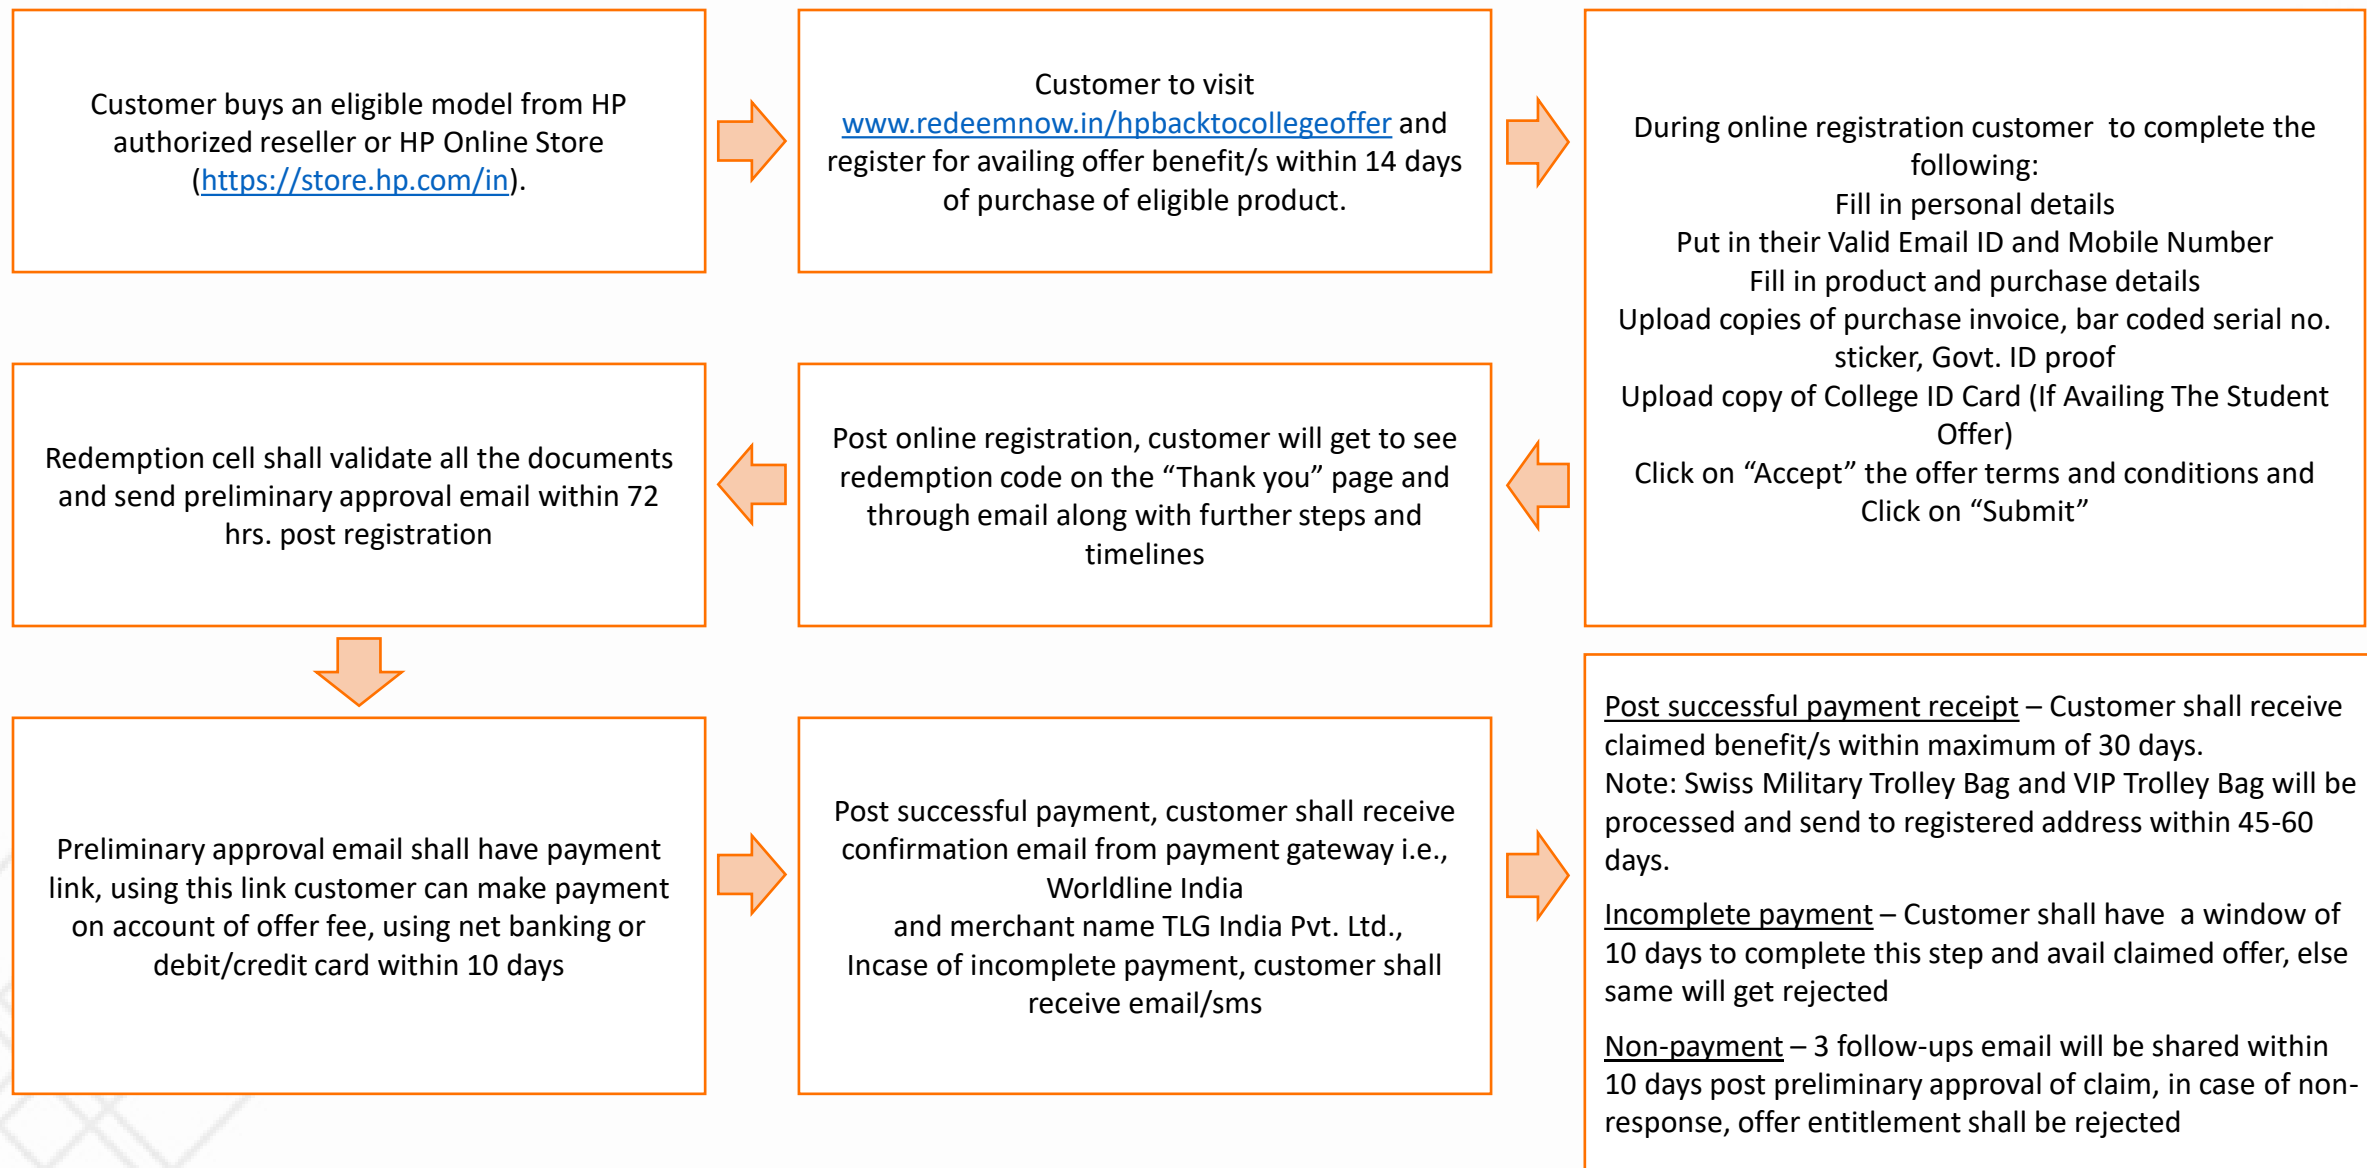 Customer buys an eligible model from HP
authorized reseller or HP Online Store
(https://store.hp.com/in).
Customer to visit
www.redeemnow.in/hpbacktocollegeoffer and
register for availing offer benefit/s within 14 days
of purchase of eligible product.
During online registration customer  to complete the
following:
Fill in personal details
Put in their Valid Email ID and Mobile Number
Fill in product and purchase details
Upload copies of purchase invoice, bar coded serial no.
sticker, Govt. ID proof
Upload copy of College ID Card (If Availing The Student
Offer)
Click on “Accept” the offer terms and conditions and
Click on “Submit”
Post online registration, customer will get to see
redemption code on the “Thank you” page and
through email along with further steps and
timelines
Redemption cell shall validate all the documents
and send preliminary approval email within 72
hrs. post registration
Preliminary approval email shall have payment
link, using this link customer can make payment
on account of offer fee, using net banking or
debit/credit card within 10 days
Post successful payment, customer shall receive
confirmation email from payment gateway i.e.,
Worldline India
and merchant name TLG India Pvt. Ltd.,
Incase of incomplete payment, customer shall
receive email/sms
Post successful payment receipt – Customer shall receive
claimed benefit/s within maximum of 30 days.
Note: Swiss Military Trolley Bag and VIP Trolley Bag will be
processed and send to registered address within 45-60
days.
Incomplete payment – Customer shall have  a window of
10 days to complete this step and avail claimed offer, else
same will get rejected
Non-payment – 3 follow-ups email will be shared within
10 days post preliminary approval of claim, in case of non-
response, offer entitlement shall be rejected